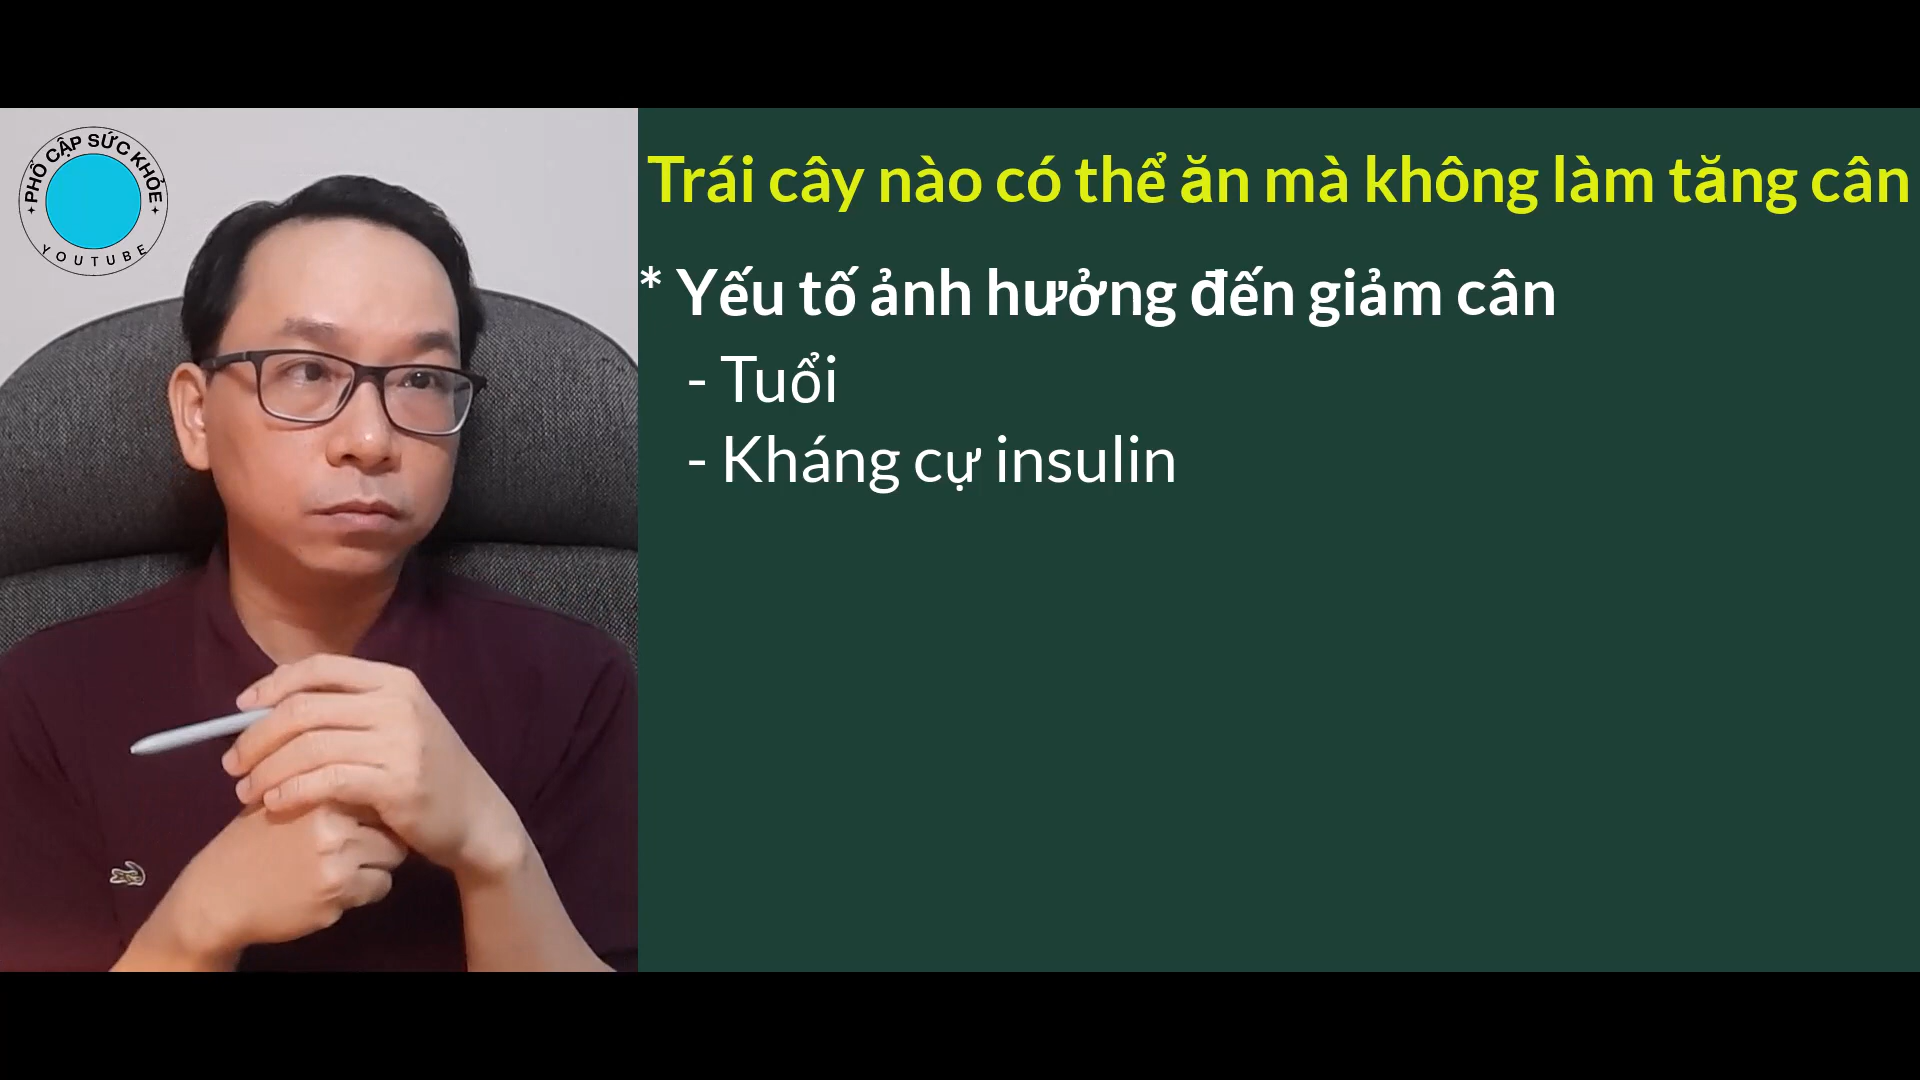 PHỔ CẬP SỨC KHỎE
YOUTUBE
Trái cây nào có thể ăn mà không làm tăng cân
* Yếu tố ảnh hưởng đến giảm cân
- Tuổi
- Kháng cự insulin